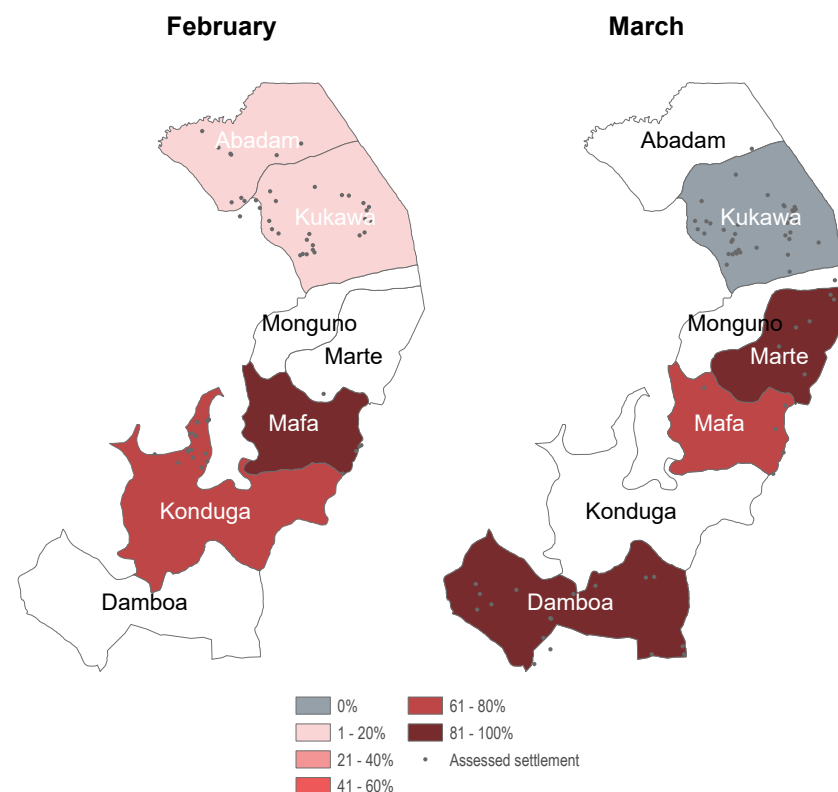 February
March
Abadam
Kukawa
Monguno
Marte
Mafa
Konduga
Damboa
Abadam
Kukawa
Monguno
Marte
Mafa
Konduga
Damboa
0%
1 - 20%
21 - 40%
41 - 60%
61 - 80%
81 - 100%
Assessed settlement